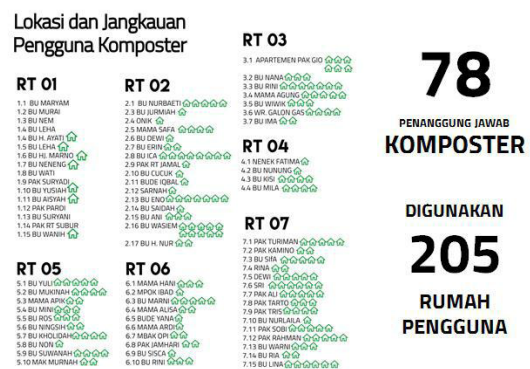 Lokasi dan Jangkauan
Pengguna Komposter
RT 01
1.1 BU MARYAM
1.2 BU MURAI
1.3 BU NEM
1.4 BU LEHA
1.4 BU H. AYATI
1.5 BU LEHA
1.6 BU HJ. MARNO
1.7 BU NENENG
1.8 BU WATI
1.9 PAK SURYADI
1.10 BU YUSIAH
1.11 BU AISYAH
1.12 PAK PARDI
1.13 BU SURYANI
1.14 PAK RT SUBUR
1.15 BU WANIH
RT 02
2.1 BU NURBAETI
2.3 BU JURMIAH
2.4 ONIK
2.5 MAMA SAFA
2.6 BU DEWI
2.7 BU ERIN
2.8 BU ICA
2.9 PAK RT JAMAL
2.10 BU CUCUK
2.11 BUDE IQBAL
2.12 SARNAH
2.13 BU ENO
2.14 BU SAIDAH
2.15 BU ANI
2.16 BU WASIEM
2.17 BU H. NUR
RT 03
3.1 APARTEMEN PAK GIO
3.2 BU NANA
3.3 BU RINI
3.4 MAMA AGUNG
3.5 BU WIWIK
3.6 WR. GALON GAS
3.7 BU IMA
RT 04
4.1 NENEK FATIMA
4.2 BU NUNUNG
4.3 BU KISI
4.4 BU MILA
RT 05
5.1 BU YULI
5.2 BU MUKINAH
5.3 MAMA APIK
5.4 BU MINI
5.5 BU ROS
5.6 BU NINGSIH
5.7 BU KHOLIDAH
5.8 BU NON
5.9 BU SUWANAH
5.10 MAK MURNAH
RT 06
6.1 MAMA HANI
6.2 MPOK IBAD
6.3 BU MARNI
6.4 MAMA ALISA
6.5 BUDE YANA
6.6 MAMA ARDI
6.7 MBAK OPI
6.8 PAK JAMHARI
6.9 BU SISCA
6.10 BU RINI
RT 07
7.1 PAK TURIMAN
7.2 PAK KAMINO
7.3 BU SIFA
7.4 RINA
7.5 DEWI
7.6 SRI
7.7 PAK ALI
7.8 PAK TARTO
7.9 PAK TRIS
7.10 BU NURLAILA
7.11 PAK SOBI
7.12 PAK RAHMAN
7.13 BU WARNI
7.14 BU RIA
7.15 BU LINA
78
PENANGGUNG JAWAB
KOMPOSTER
DIGUNAKAN
205
RUMAH
PENGGUNA